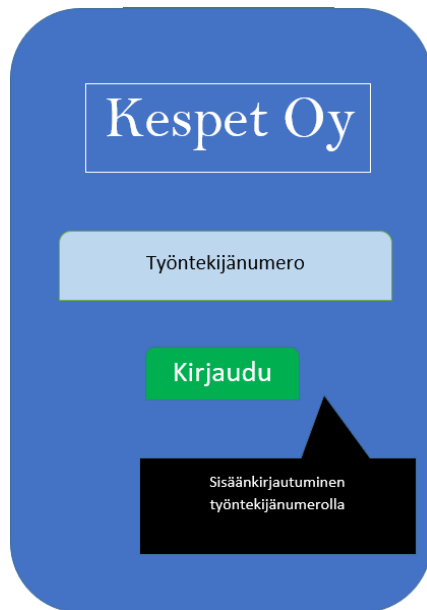 Kespet Oy
Työntekijänumero
Kirjaudu
Sisäänkirjautuminen
työntekijänumerolla